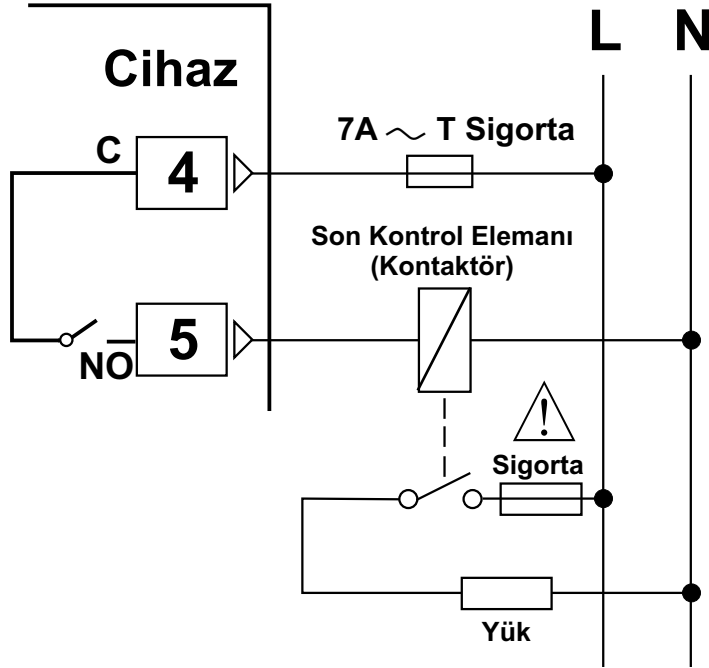 L N
Cihaz
7A ～ T Sigorta
C
4
Son Kontrol Elemanı
(Kontaktör)
5
NO
!
Sigorta
Yük